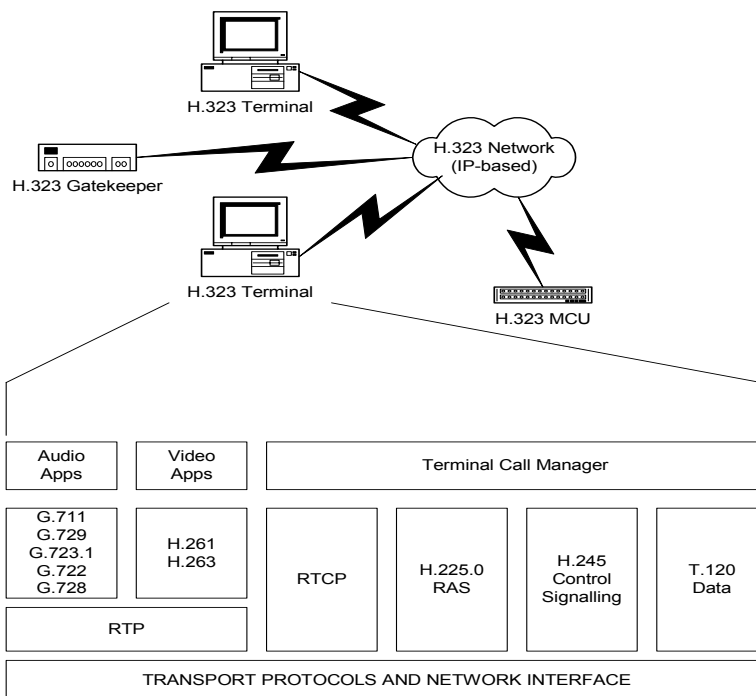 H.323 Terminal
H.323 Network
(IP-based)
H.323 Gatekeeper
H.323 Terminal
H.323 MCU
Audio
Apps
Video
Apps
Terminal Call Manager
G.711
G.729
G.723.1
G.722
G.728
H.261
H.263
RTCP
H.225.0
RAS
H.245
Control
Signalling
T.120
Data
RTP
TRANSPORT PROTOCOLS AND NETWORK INTERFACE